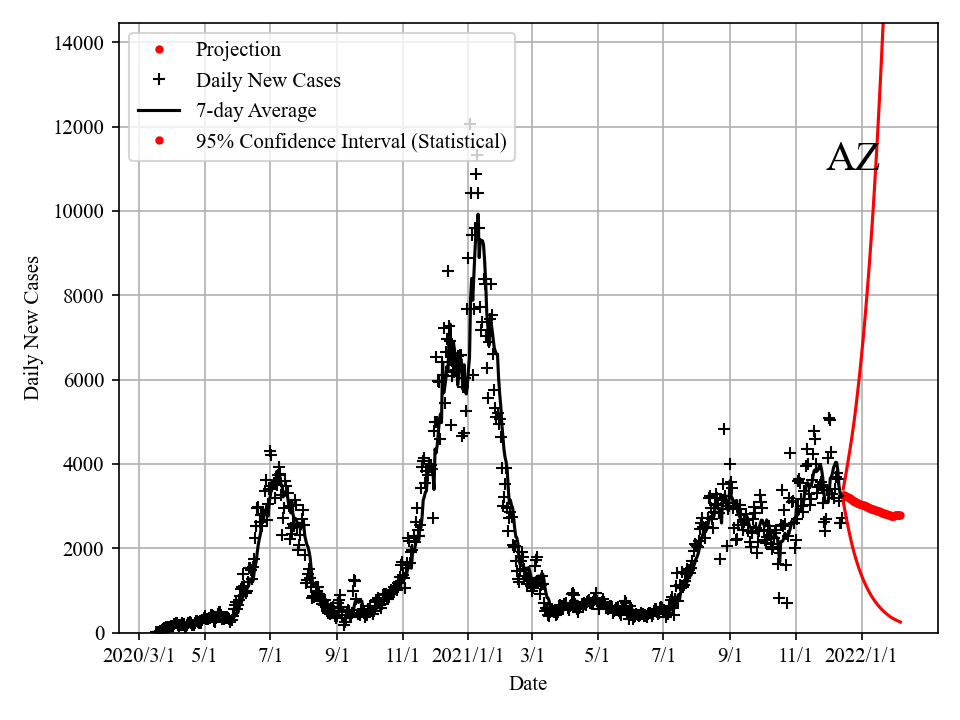 14000
12000
10000
8000
6000
4000
2000
0
Daily New Cases
Projection
Daily New Cases
7-day Average
95% Confidence Interval (Statistical)
AZ
2020/3/1 5/1 7/1 9/1 11/1 2021/1/1 3/1 5/1 7/1 9/1 11/1 2022/1/1
Date